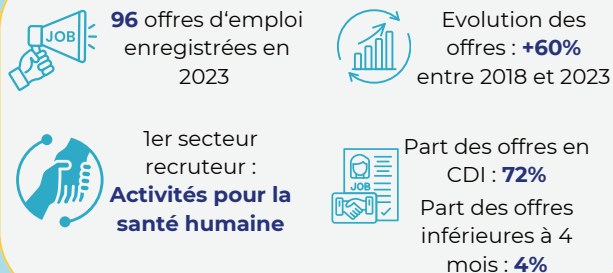 JOB
96 offres d‘emploi
enregistrées en
2023
Evolution des
offres : +60%
entre 2018 et 2023
1er secteur
recruteur :
Activités pour la
santé humaine
JOB
Part des offres en
CDI : 72%
Part des offres
inférieures à 4
mois : 4%